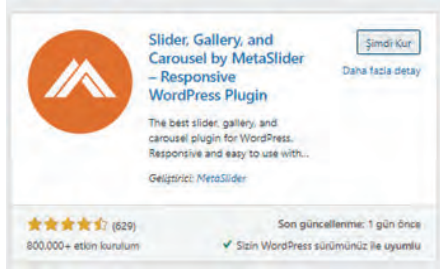 Slider, Gallery, and
Carousel by MetaSlider
– Responsive
WordPress Plugin
Şimdi Kur
Daha fazla detay
The best slider, gallery, and
carousel plugin for WordPress.
Responsive and easy to use with...
Geliştirici: MetaSlider
(629)
Son güncellenme: 1 gün önce
800.000+ etkin kurulum
Sizin WordPress sürümünüz ile uyumlu